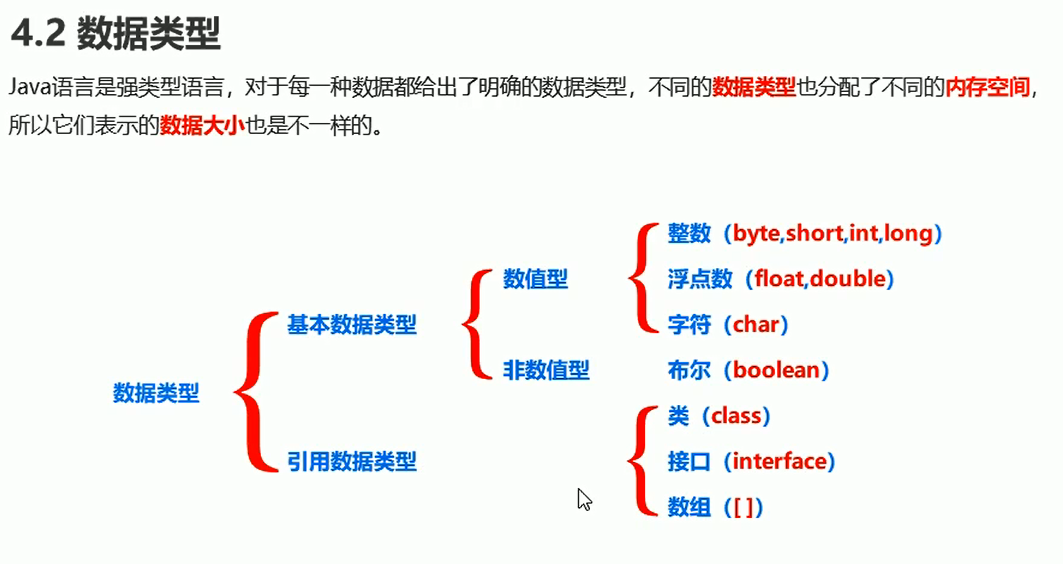 4.2 数据类型
Java语言是强类型语言，对于每一种数据都给出了明确的数据类型，不同的数据类型也分配了不同的内存空间，
所以它们表示的数据大小也是不一样的。
整数（byte,short,int,long）
数值型
浮点数（float,double）
基本数据类型
字符（char）
非数值型
布尔（boolean）
数据类型
类（class）
引用数据类型
接口（interface）
数组（[ ]）